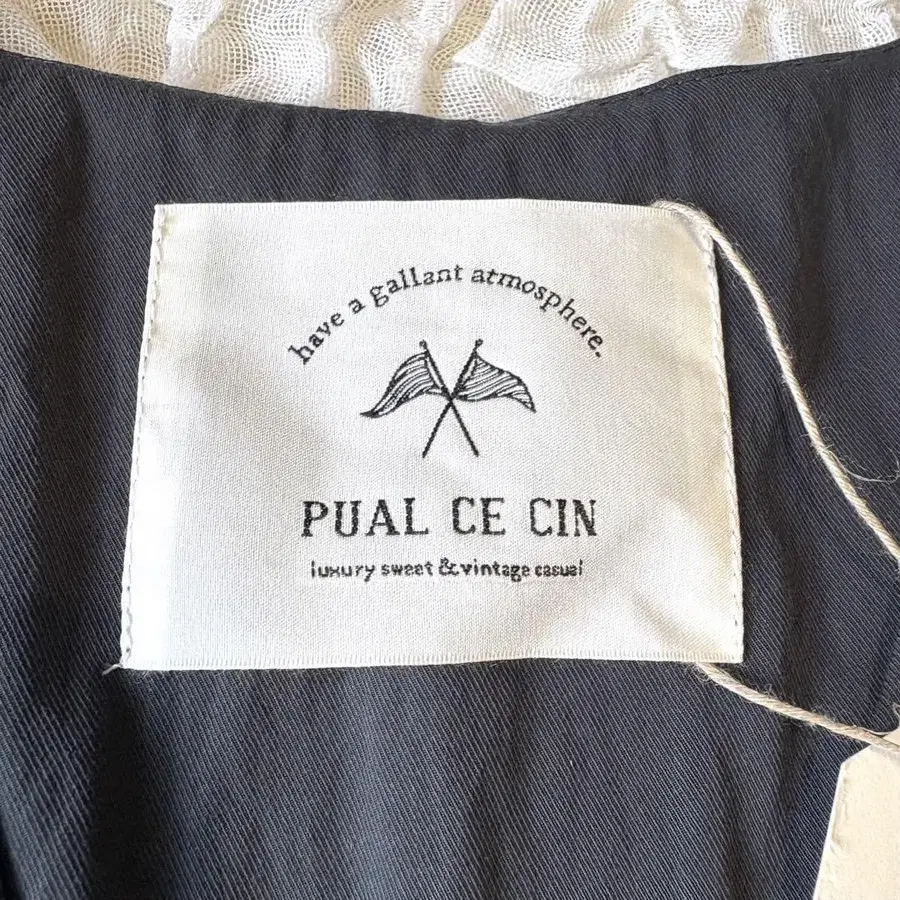 have a gallant atmosphere.
PUAL CE CIN
luxury sweet & vintage casual